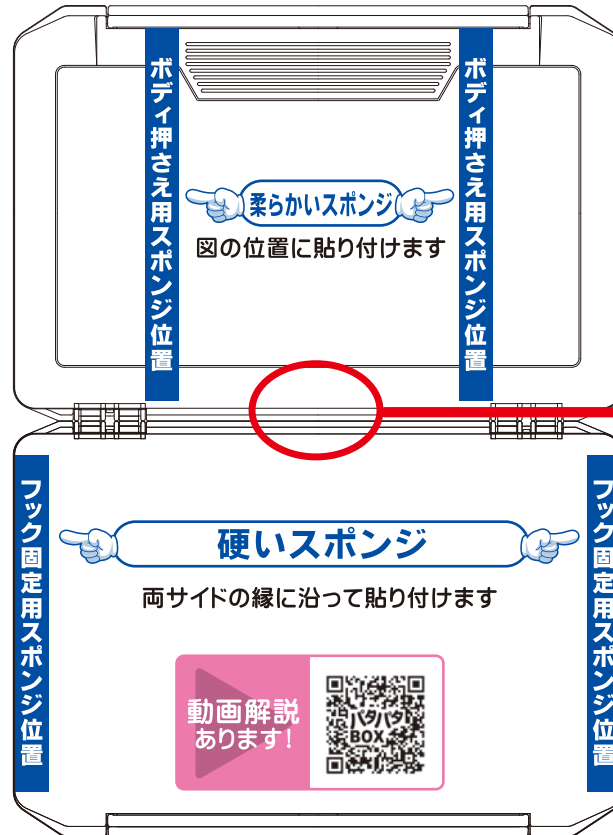 ボディ押さえ用スポンジ位置
ボディ押さえ用スポンジ位置
柔らかいスポンジ
図の位置に貼り付けます
フック固定用スポンジ位置
フック固定用スポンジ位置
硬いスポンジ
両サイドの縁に沿って貼り付けます
動画解説
あります!
パタパタ
BOX